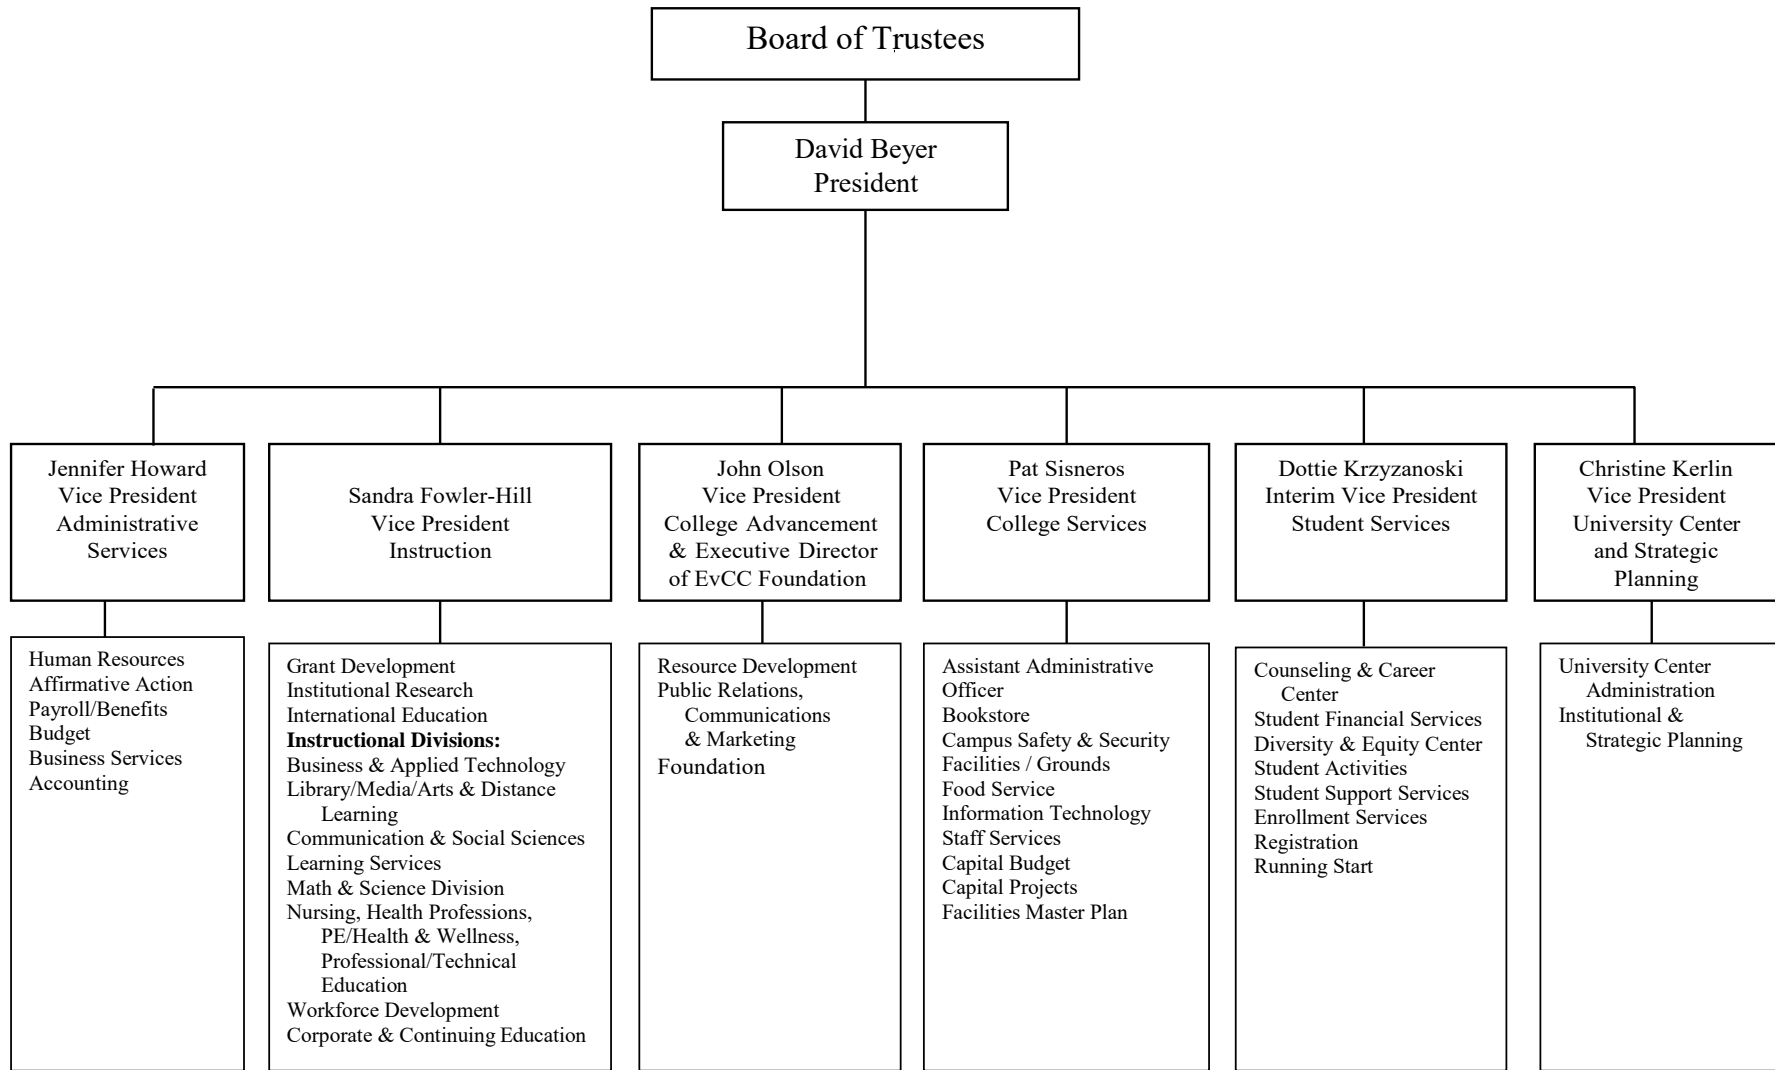 Board of Trustees
David Beyer
President
Jennifer Howard
Vice President
Administrative
Services
Sandra Fowler-Hill
Vice President
Instruction
John Olson
Vice President
College Advancement
& Executive Director
of EvCC Foundation
Pat Sisneros
Vice President
College Services
Dottie Krzyzanoski
Interim Vice President
Student Services
Christine Kerlin
Vice President
University Center
and Strategic
Planning
Human Resources
Affirmative Action
Payroll/Benefits
Budget
Business Services
Accounting
Grant Development
Institutional Research
International Education
Instructional Divisions:
Business & Applied Technology
Library/Media/Arts & Distance
Learning
Communication & Social Sciences
Learning Services
Math & Science Division
Nursing, Health Professions,
PE/Health & Wellness,
Professional/Technical
Education
Workforce Development
Corporate & Continuing Education
Resource Development
Public Relations,
Communications
& Marketing
Foundation
Assistant Administrative
Officer
Bookstore
Campus Safety & Security
Facilities / Grounds
Food Service
Information Technology
Staff Services
Capital Budget
Capital Projects
Facilities Master Plan
Counseling & Career
Center
Student Financial Services
Diversity & Equity Center
Student Activities
Student Support Services
Enrollment Services
Registration
Running Start
University Center
Administration
Institutional &
Strategic Planning